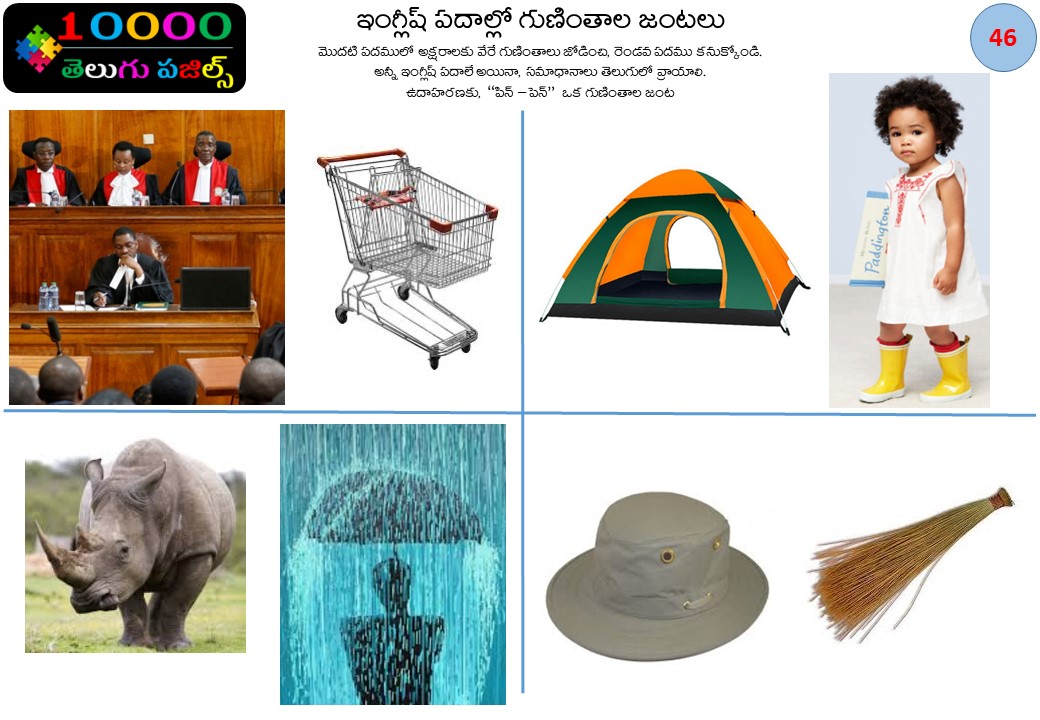 10000
తెలుగు పజిల్స్
ఇంగ్లీష్ పదాల్లో గుణింతాల జంటలు
46
మొదటి పదములో అక్షరాలకు వేరే గుణింతాలు జోడించి, రెండవ పదము కనుక్కోండి.
అన్నీ ఇంగ్లీష్ పదాలే అయినా, సమాధానాలు తెలుగులో వ్రాయాలి.
ఉదాహరణకు, “పిన్ – పెన్” ఒక గుణింతాల జంట
Paddington